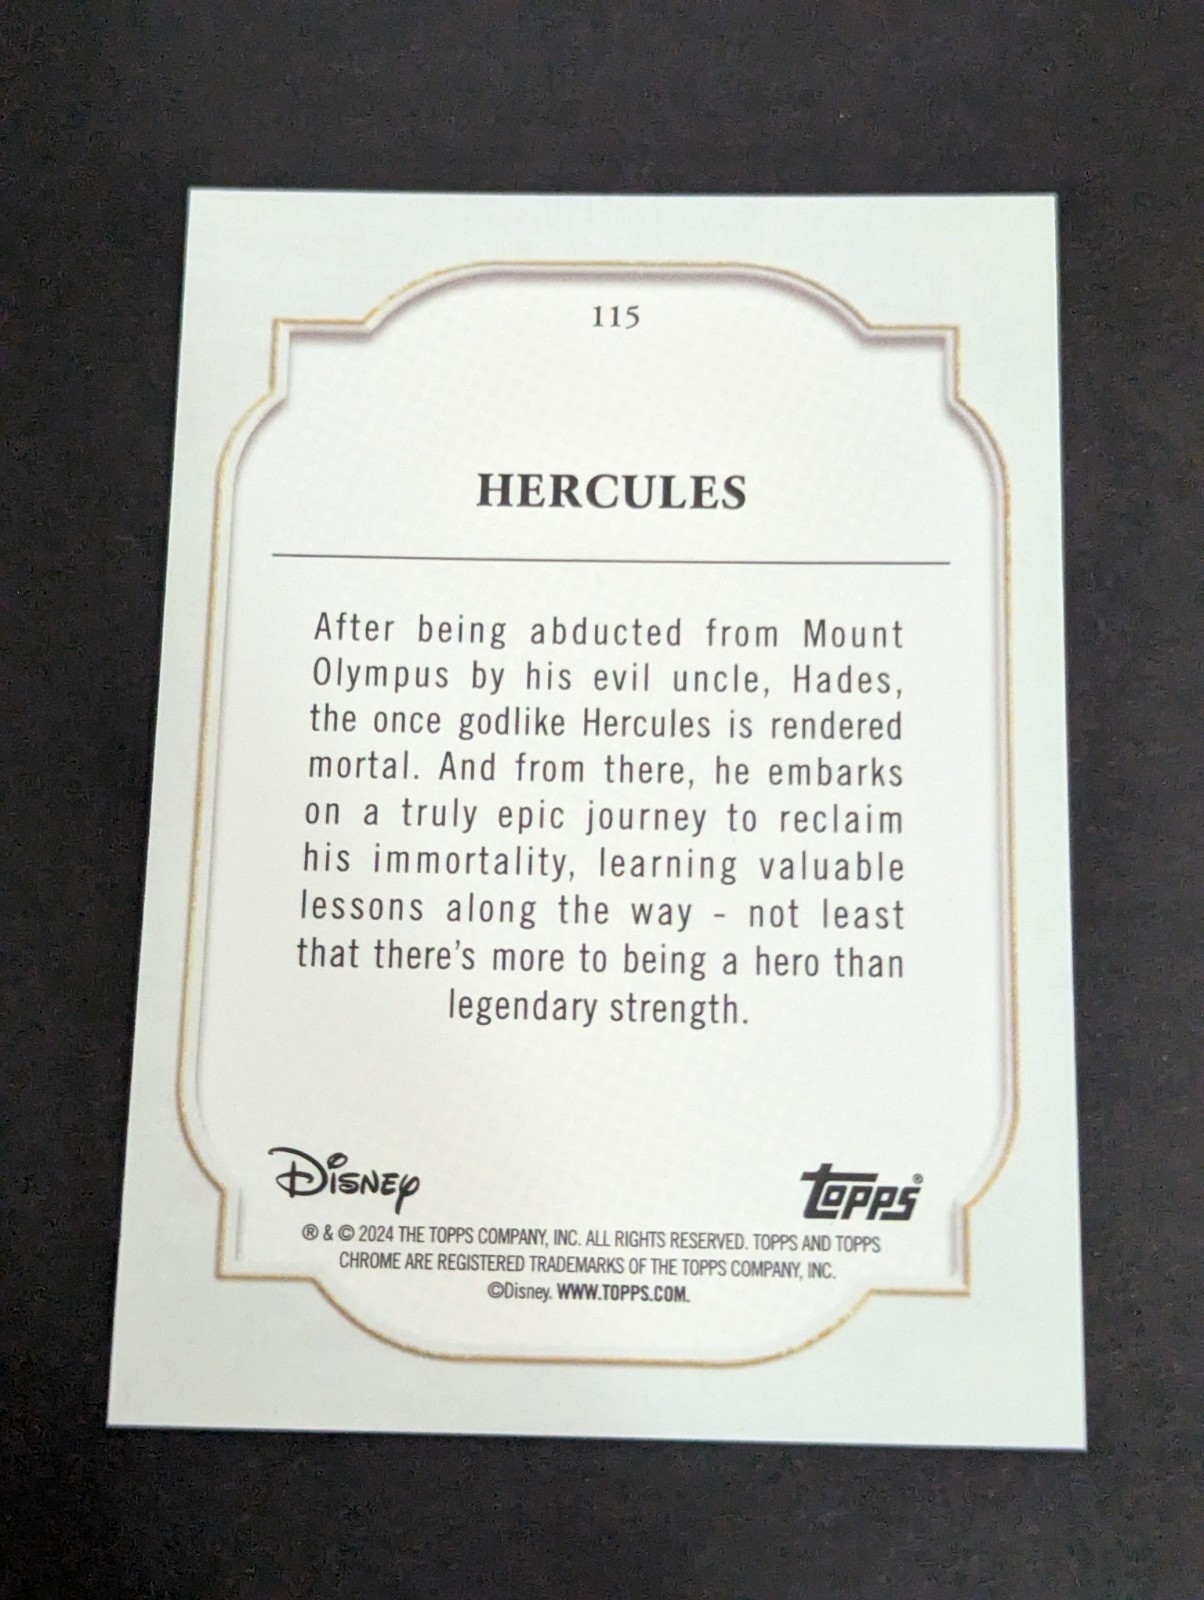 115
HERCULES
After being abducted from Mount
Olympus by his evil uncle, Hades,
the once godlike Hercules is rendered
mortal. And from there, he embarks
on a truly epic journey to reclaim
his immortality, learning valuable
lessons along the way - not least
that there's more to being a hero than
legendary strength.
Disney
topps®
® & © 2024 THE TOPPS COMPANY, INC. ALL RIGHTS RESERVED. TOPPS AND TOPPS
CHROME ARE REGISTERED TRADEMARKS OF THE TOPPS COMPANY, INC.
©Disney. WWW.TOPPS.COM.